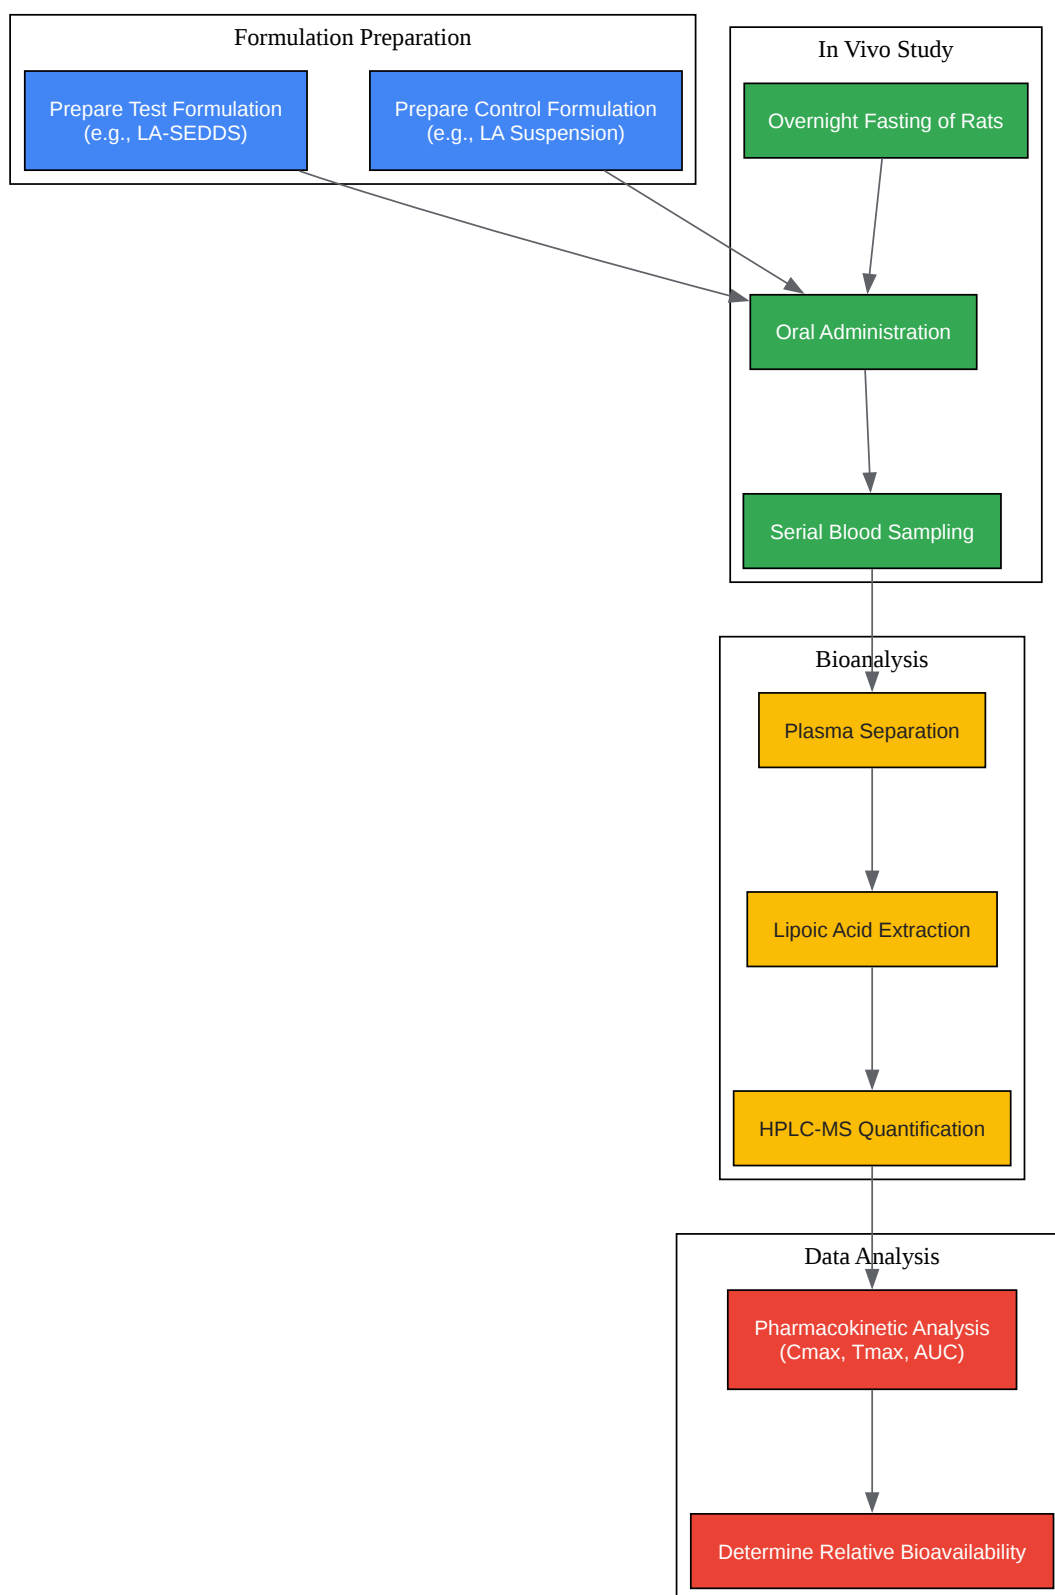 Formulation Preparation
Prepare Test Formulation
(e.g., LA-SEDDS)
Prepare Control Formulation
(e.g., LA Suspension)
In Vivo Study
Overnight Fasting of Rats
Oral Administration
Serial Blood Sampling
Bioanalysis
Plasma Separation
Lipoic Acid Extraction
HPLC-MS Quantification
Data Analysis
Pharmacokinetic Analysis
(Cmax, Tmax, AUC)
Determine Relative Bioavailability